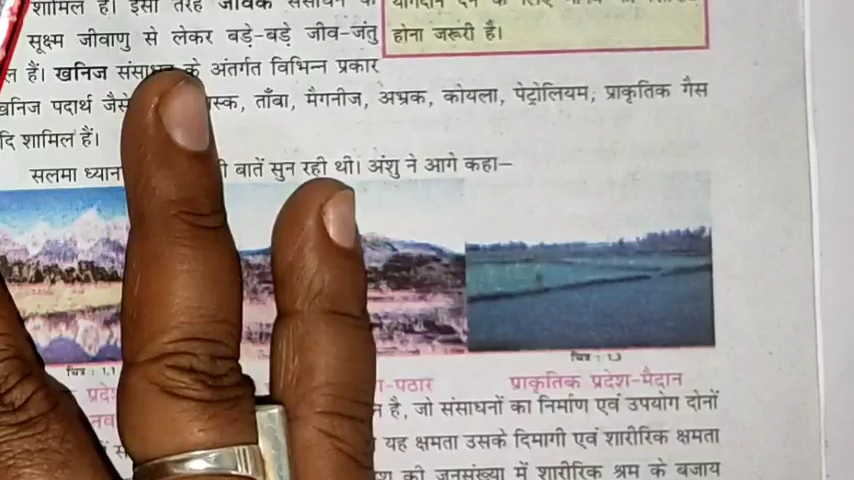 शामिल है। इसी तरह जैविक संसाधन के
सूक्ष्म जीवाणु से लेकर बड़े-बड़े जीव-जंतु
होना जरूरी है।
हैं। खनिज संसाधन के अंतर्गत विभिन्न प्रकार
खनिज पदार्थ जैसे ताँबा, मैगनीज, अभ्रक, कोयला, पेट्रोलियम, प्राकृतिक गैस
शामिल हैं।
सलमा ध्यान बातें सुन रही थी। अंशु ने आगे कहा–
चित्र : 1.1
चित्र : 1.3
पठार
प्राकृतिक प्रदेश-मैदान
है, जो संसाधनों का निर्माण एवं उपयोग दोनों
यह क्षमता उसके दिमागी एवं शारीरिक क्षमता
की जनसंख्या में शारीरिक श्रम के बजाय